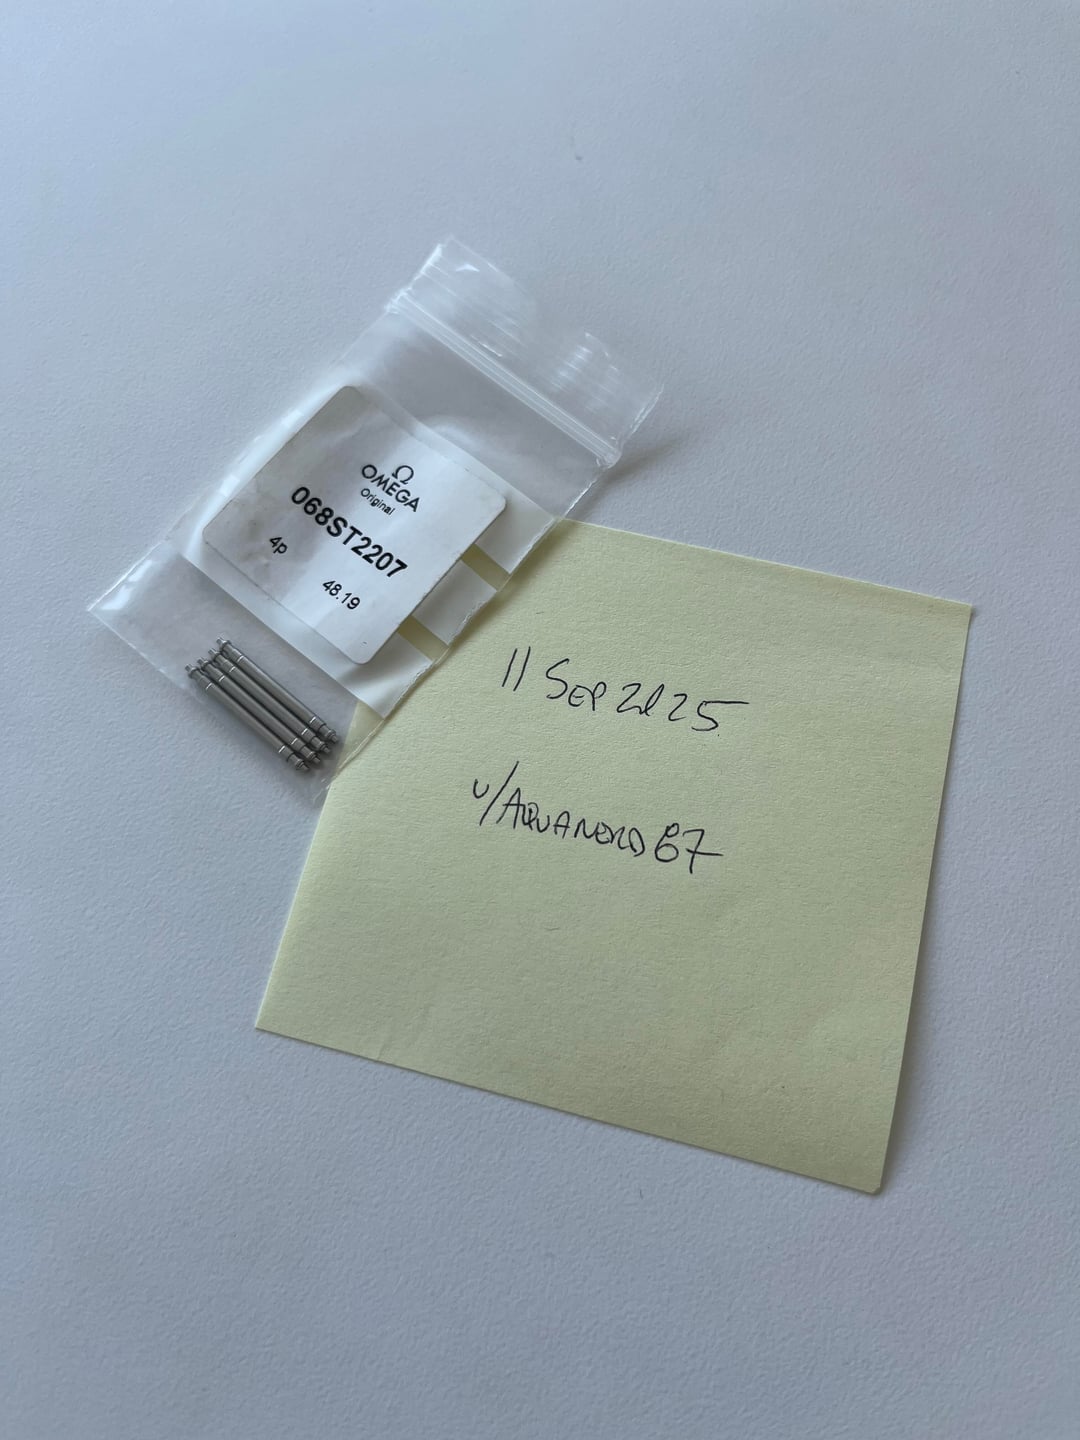 Ω
OMEGA
Original
068ST2207
4p
48.19
11 SEP 2025
u/AQUANERD67